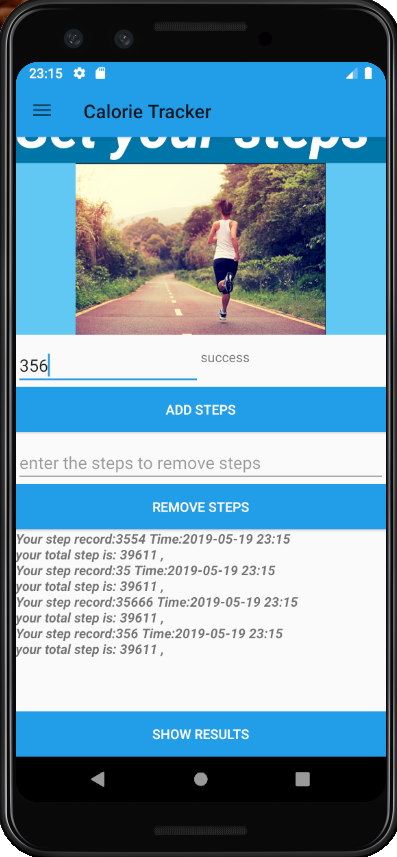 23:15
Calorie Tracker
Set your steps
356
success
ADD STEPS
enter the steps to remove steps
REMOVE STEPS
Your step record:3554 Time:2019-05-19 23:15
your total step is: 39611 ,
Your step record:35 Time:2019-05-19 23:15
your total step is: 39611 ,
Your step record:35666 Time:2019-05-19 23:15
your total step is: 39611 ,
Your step record:356 Time:2019-05-19 23:15
your total step is: 39611 ,
SHOW RESULTS